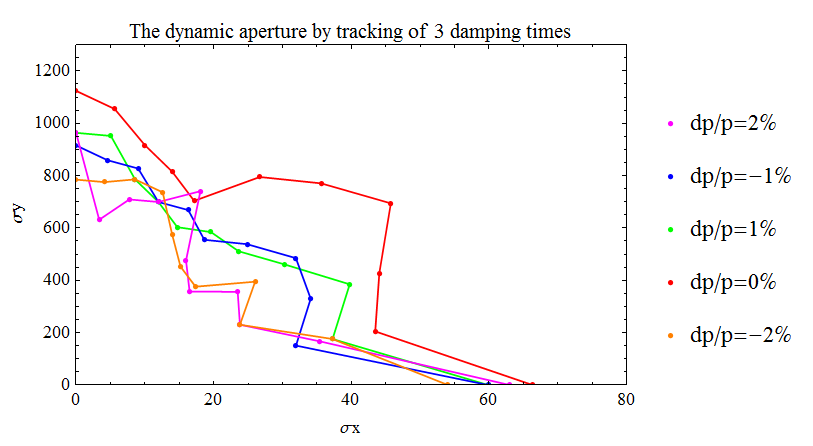 The dynamic aperture by tracking of 3 damping times
1200
1000
800
600
400
200
0
σy
0 20 40 60 80
σx
dp/p=2%
dp/p=−1%
dp/p=1%
dp/p=0%
dp/p=−2%